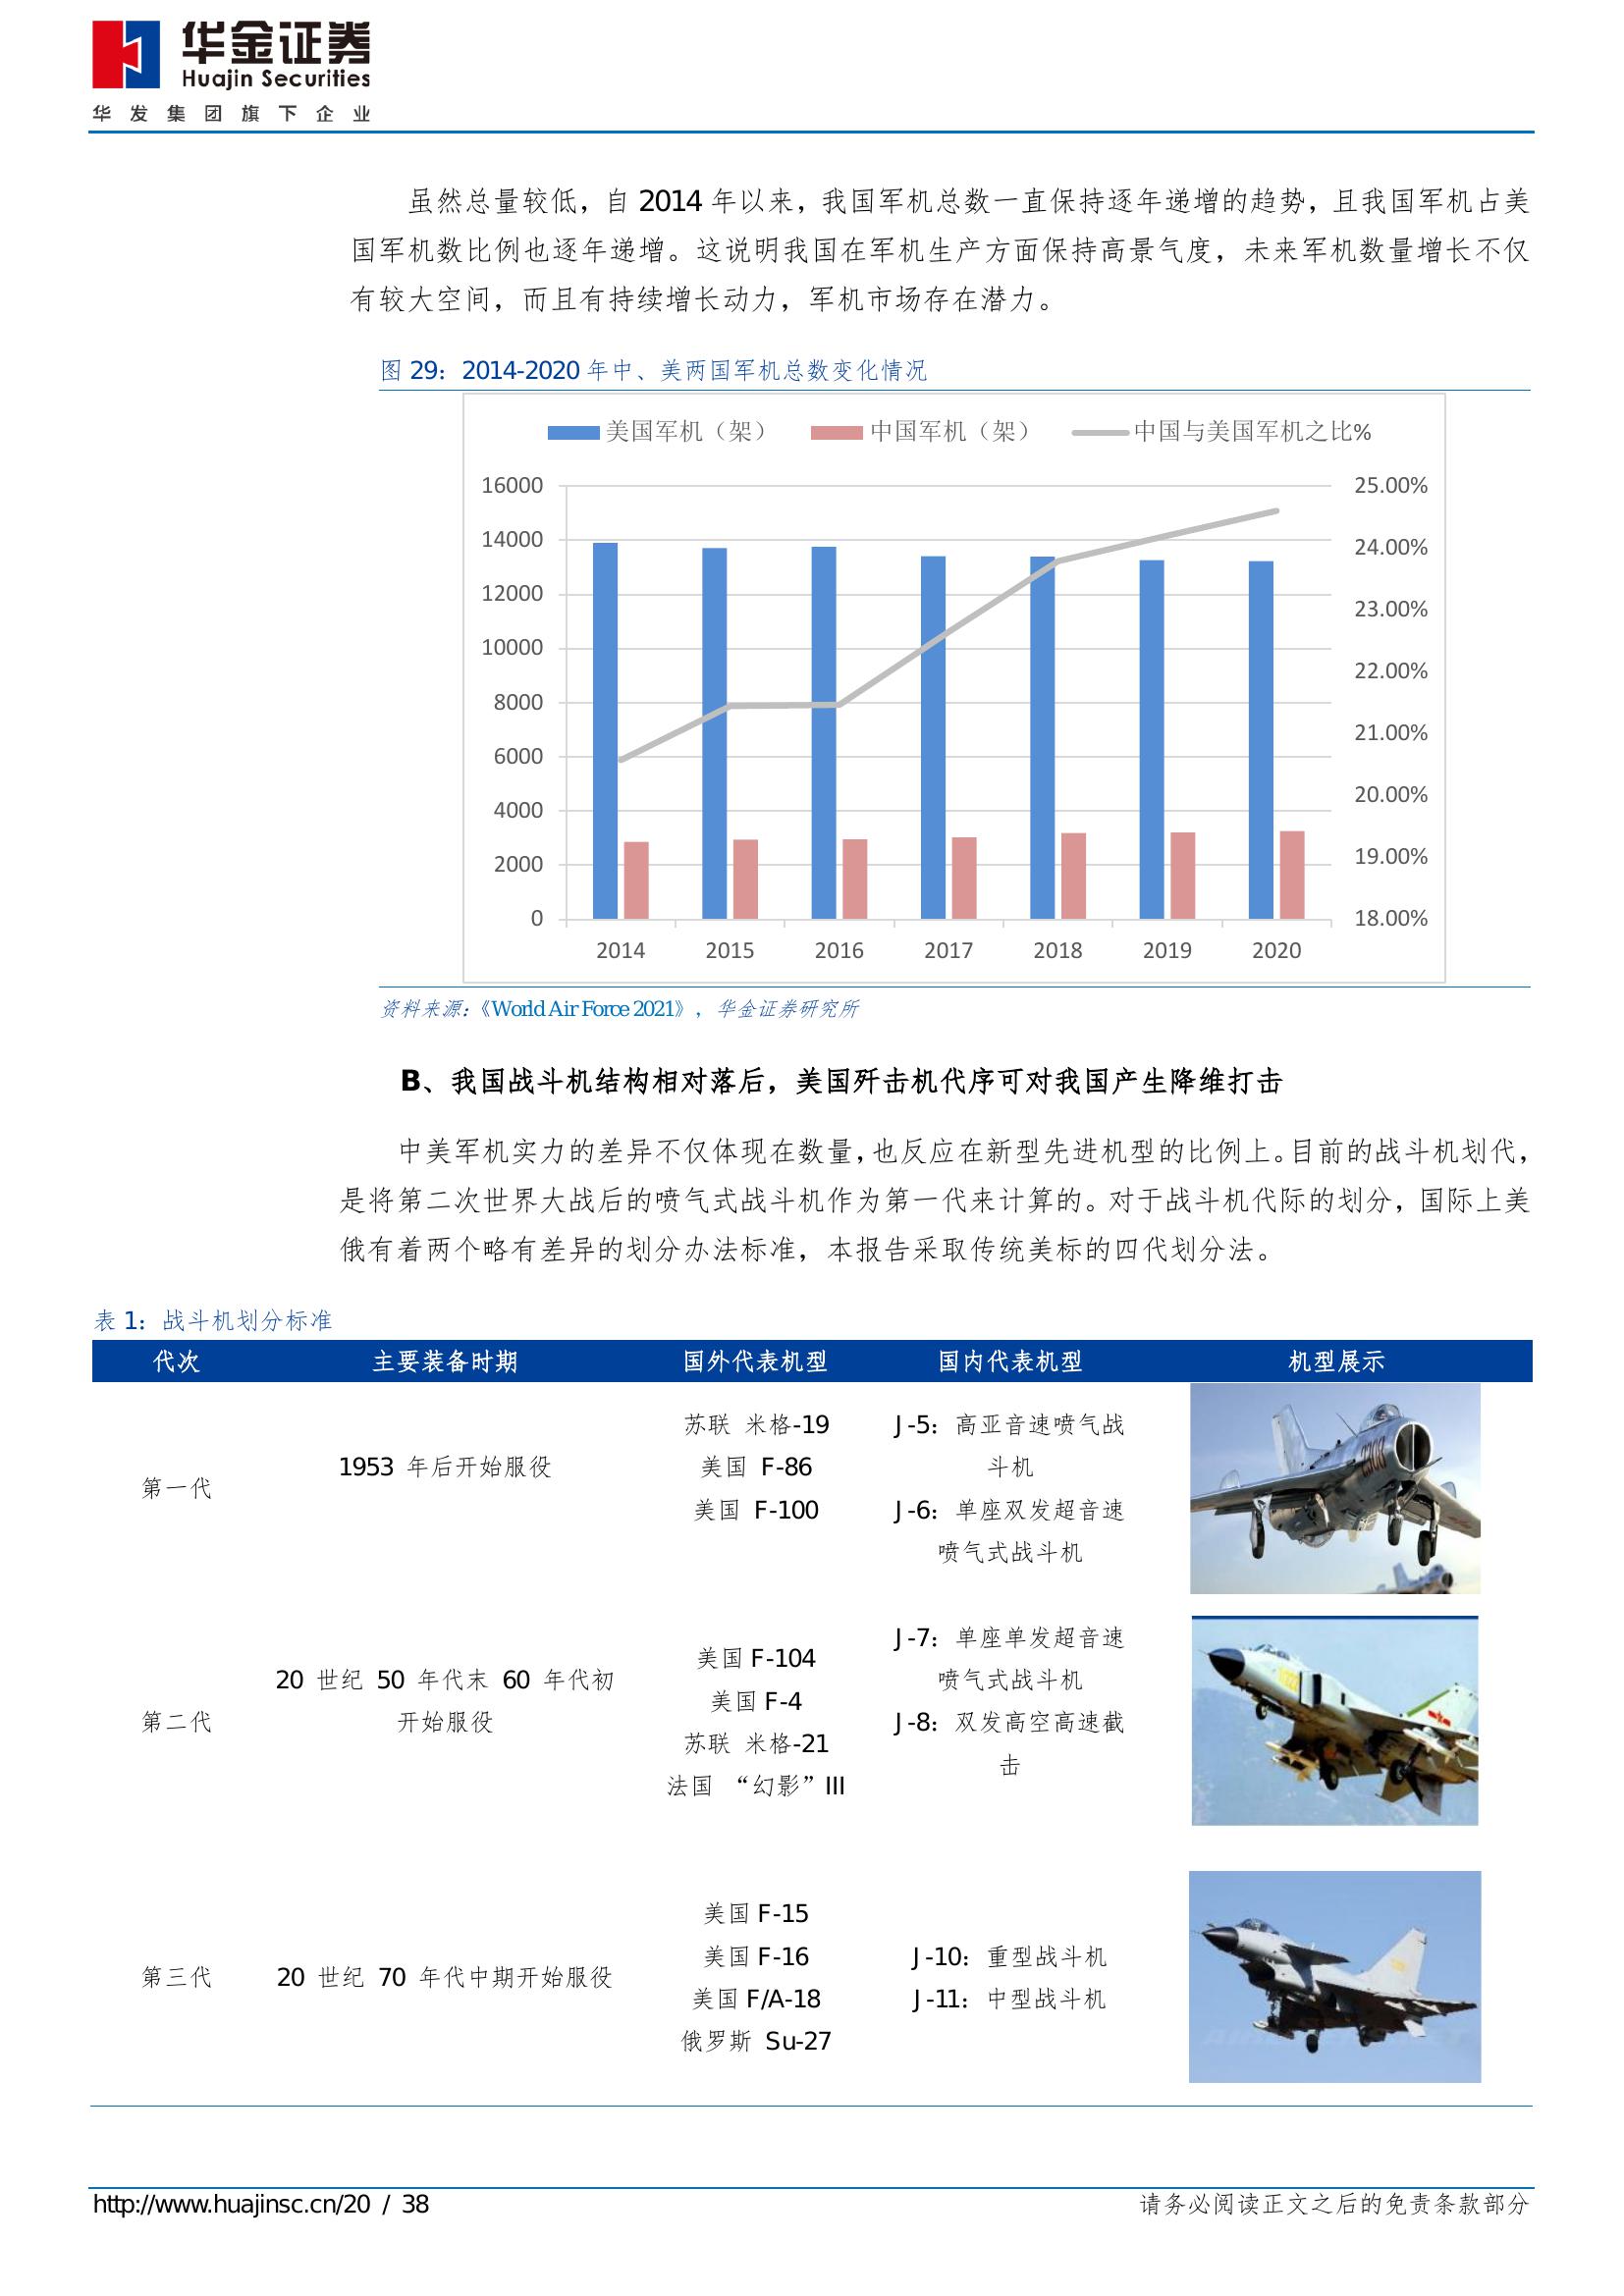 华金证券
Huajin Securities
华发集团旗下企业
虽然总量较低，自 2014 年以来，我国军机总数一直保持逐年递增的趋势，且我国军机占美
国军机数比例也逐年递增。这说明我国在军机生产方面保持高景气度，未来军机数量增长不仅
有较大空间，而且有持续增长动力，军机市场存在潜力。
图 29：2014-2020 年中、美两国军机总数变化情况
美国军机（架） 中国军机（架） 中国与美国军机之比%
16000 25.00%
14000 24.00%
12000 23.00%
10000 22.00%
8000 21.00%
6000 20.00%
4000 19.00%
2000 18.00%
0
2014 2015 2016 2017 2018 2019 2020
资料来源：《World Air Force 2021》，华金证券研究所
B、我国战斗机结构相对落后，美国歼击机代序可对我国产生降维打击
中美军机实力的差异不仅体现在数量，也反应在新型先进机型的比例上。目前的战斗机划代，
是将第二次世界大战后的喷气式战斗机作为第一代来计算的。对于战斗机代际的划分，国际上美
俄有着两个略有差异的划分办法标准，本报告采取传统美标的四代划分法。
表 1：战斗机划分标准
代次 主要装备时期 国外代表机型 国内代表机型 机型展示
第一代
1953 年后开始服役
苏联 米格-19
美国 F-86
美国 F-100
J-5：高亚音速喷气战
斗机
J-6：单座双发超音速
喷气式战斗机
2303
第二代
20 世纪 50 年代末 60 年代初
开始服役
美国 F-104
美国 F-4
苏联 米格-21
法国 “幻影”III
J-7：单座单发超音速
喷气式战斗机
J-8：双发高空高速截
击
第三代
20 世纪 70 年代中期开始服役
美国 F-15
美国 F-16
美国 F/A-18
俄罗斯 Su-27
J-10：重型战斗机
J-11：中型战斗机
http://www.huajinsc.cn/20 / 38 请务必阅读正文之后的免责条款部分